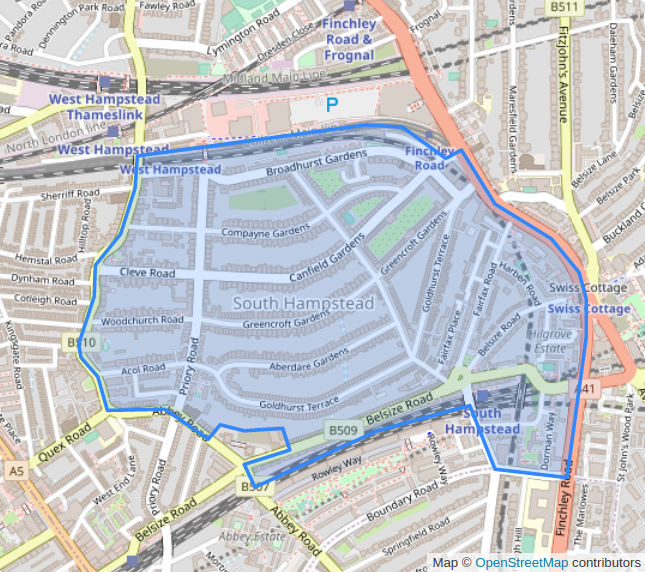 Fawley Road
Pandora Road
Dennington Park Road
Lymington Road
Dresden Close
Finchley
Road &
Frognal
Frognal
B511
Fitzjohn's Avenue
Daleham Gardens
Maresfield Gardens
Midland Main Line
West Hampstead
Thameslink
P
North London line
West Hampstead
West Hampstead
Finchley
Road
Broadhurst Gardens
Belsize Lane
Belsize Park
Sherriff Road
Hilltop Road
Compayne Gardens
Canfield Gardens
Greencroft Gardens
Hemstal Road
Dynham Road
Cotleigh Road
Cleve Road
Goldhurst Terrace
Fairfax Road
Harben Road
Swiss Cottage
Swiss Cottage
South Hampstead
Woodchurch Road
Greencroft Gardens
Kingsgate Road
B510
Fairfax Place
Belsize Road
Hilgrove
Estate
Acol Road
Priory Road
Aberdare Gardens
Goldhurst Terrace
Belsize Road
A41
Abbey Road
B509
South
Hampstead
Dorman Way
Quex Road
A5
West End Lane
Priory Road
Rowley Way
Rowley Way
B507
Finchley Road
St John's Wood Park
The Marlowes
Belsize Road
Abbey Road
Boundary Road
Abbey Estate
Springfield Road
Map © OpenStreetMap contributors